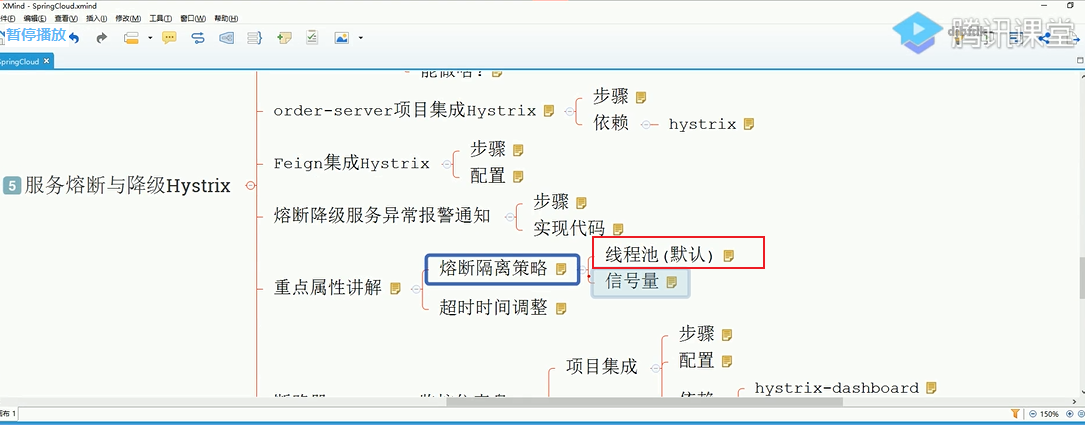 XMind - SpringCloud.xmind
件(F) 编辑(E) 查看(V) 插入(I) 修改(M) 工具(T) 窗口(W) 帮助(H)
暂停播放
腾讯课堂
SpringCloud
能做啥？
order-server项目集成Hystrix
步骤
依赖
hystrix
Feign集成Hystrix
步骤
配置
5 服务熔断与降级Hystrix
熔断降级服务异常报警通知
步骤
实现代码
重点属性讲解
熔断隔离策略
线程池(默认)
信号量
超时时间调整
项目集成
步骤
配置
依赖
hystrix-dashboard
画布 1
150%